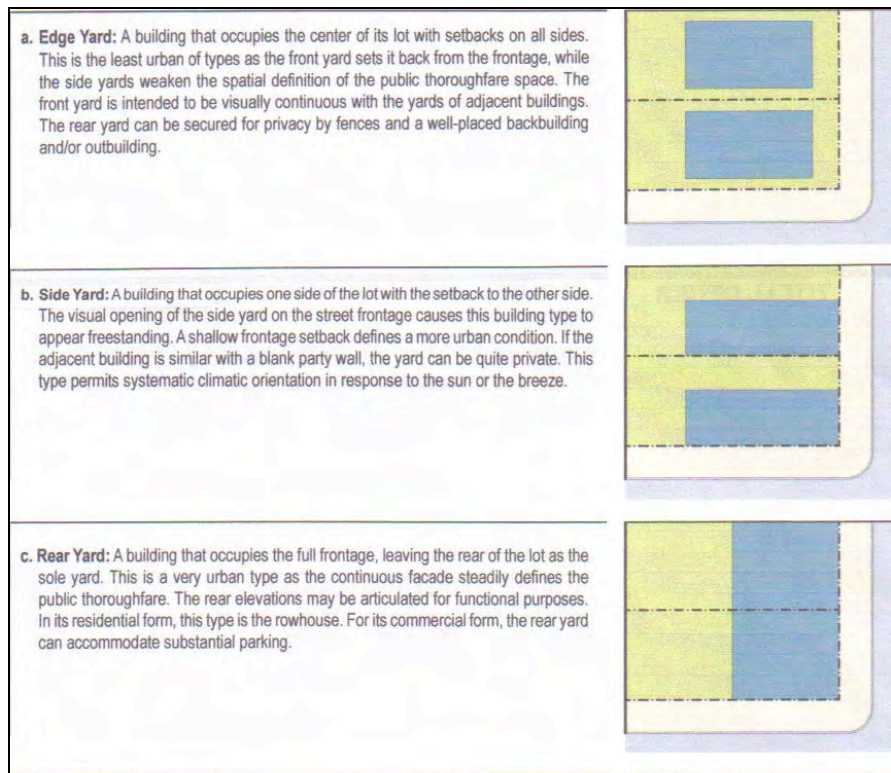 a. Edge Yard: A building that occupies the center of its lot with setbacks on all sides.
This is the least urban of types as the front yard sets it back from the frontage, while
the side yards weaken the spatial definition of the public thoroughfare space. The
front yard is intended to be visually continuous with the yards of adjacent buildings.
The rear yard can be secured for privacy by fences and a well-placed backbuilding
and/or outbuilding.
b. Side Yard: A building that occupies one side of the lot with the setback to the other side.
The visual opening of the side yard on the street frontage causes this building type to
appear freestanding. A shallow frontage setback defines a more urban condition. If the
adjacent building is similar with a blank party wall, the yard can be quite private. This
type permits systematic climatic orientation in response to the sun or the breeze.
c. Rear Yard: A building that occupies the full frontage, leaving the rear of the lot as the
sole yard. This is a very urban type as the continuous facade steadily defines the
public thoroughfare. The rear elevations may be articulated for functional purposes.
In its residential form, this type is the rowhouse. For its commercial form, the rear yard
can accommodate substantial parking.